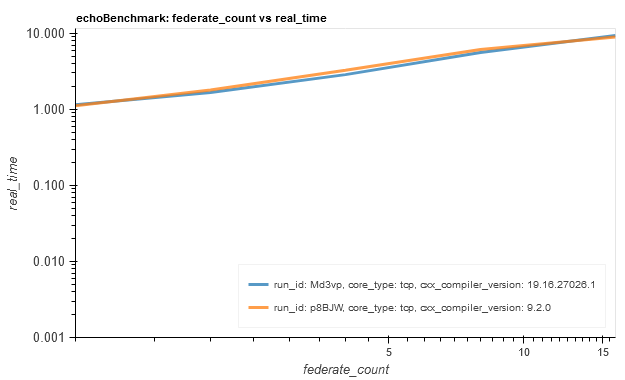 echoBenchmark: federate_count vs real_time
10.000
1.000
0.100
0.010
0.001
real_time
run_id: Md3vp, core_type: tcp, cxx_compiler_version: 19.16.27026.1
run_id: p8BJW, core_type: tcp, cxx_compiler_version: 9.2.0
5
10
15
federate_count